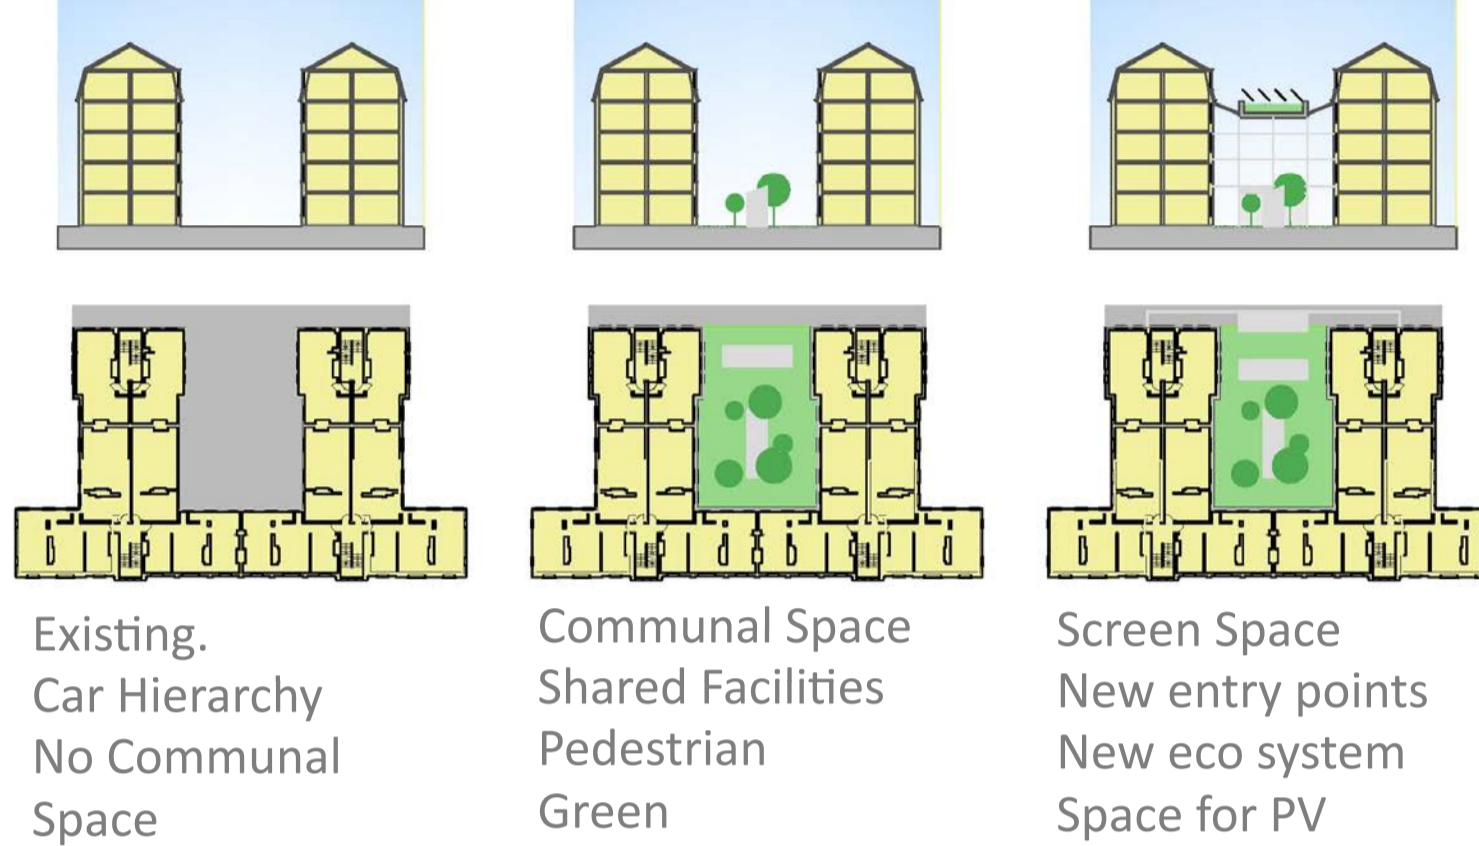 Existing.
Car Hierarchy
No Communal
Space
Communal Space
Shared Facilities
Pedestrian
Green
Screen Space
New entry points
New eco system
Space for PV